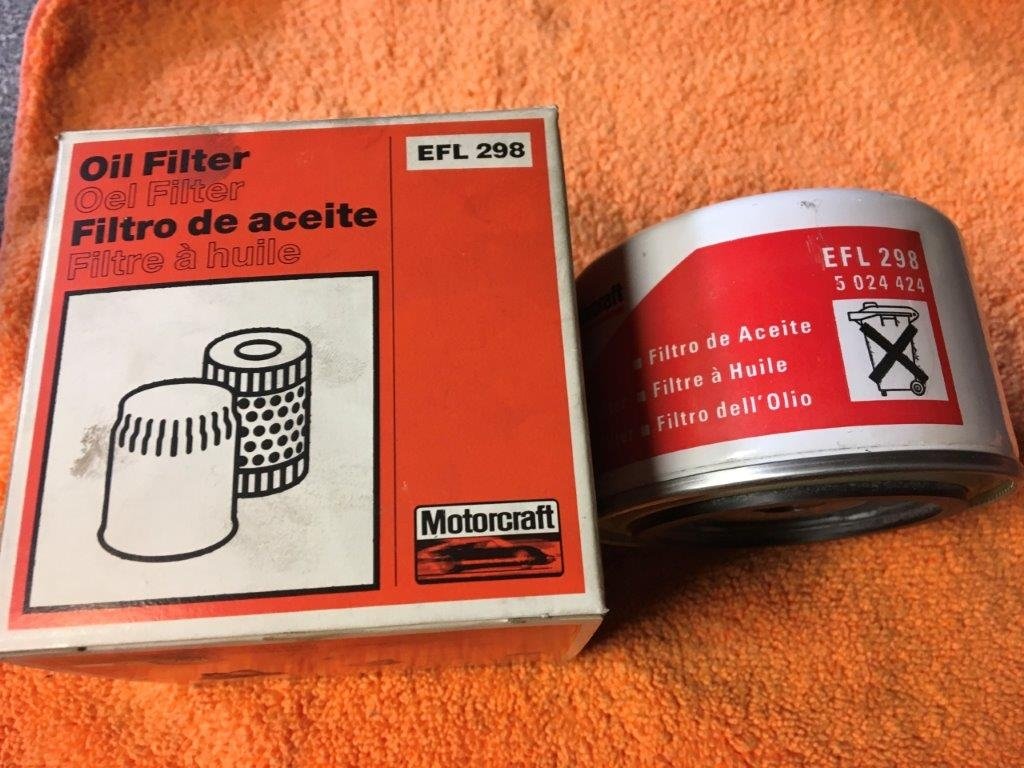 Oil Filter
Oel Filter
Filtro de aceite
Filtre à huile
EFL 298
Motorcraft
EFL 298
5 024 424
▪ Filtro de Aceite
▪ Filtre à Huile
▪ Filtro dell'Olio